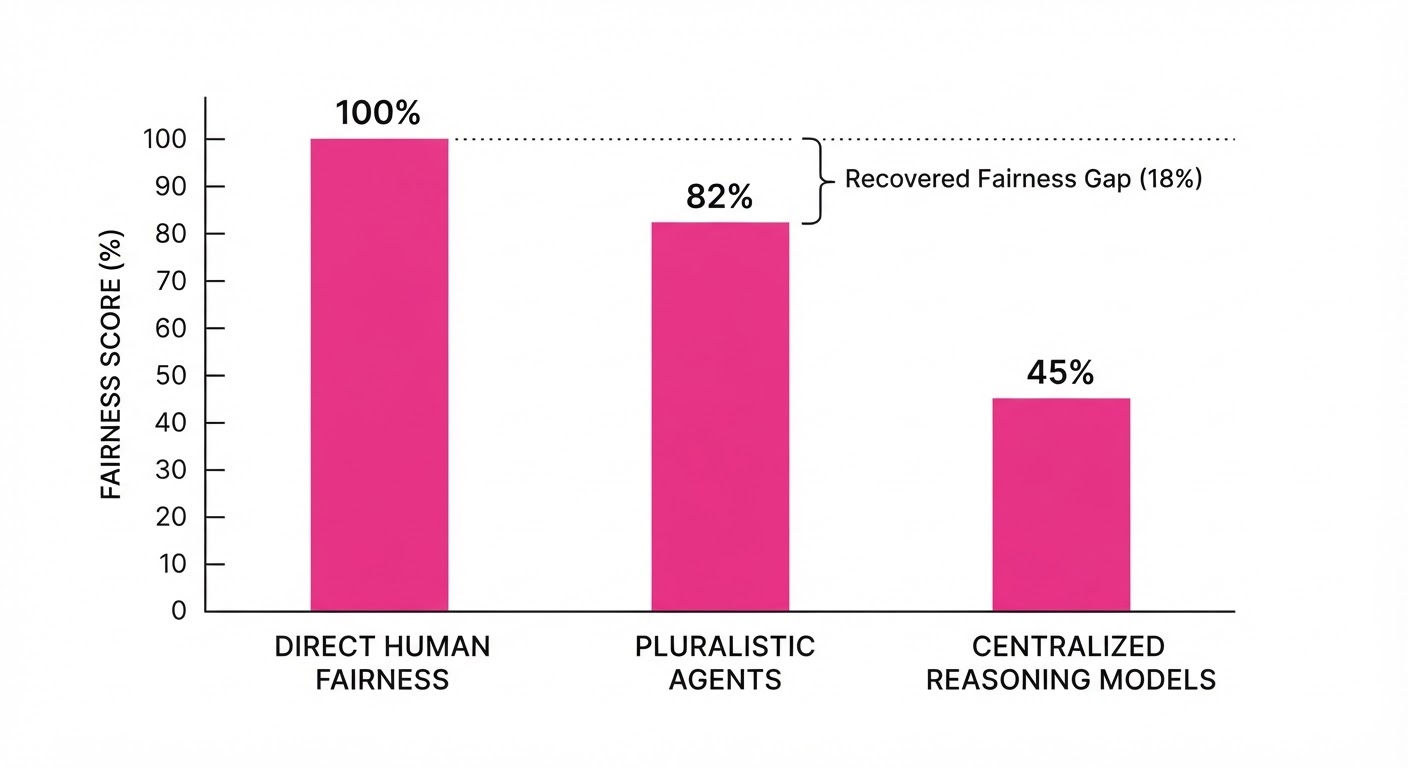 100%
82%
45%
Recovered Fairness Gap (18%)
FAIRNESS SCORE (%)
100
90
80
70
60
50
40
30
20
10
0
DIRECT HUMAN
FAIRNESS
PLURALISTIC
AGENTS
CENTRALIZED
REASONING MODELS